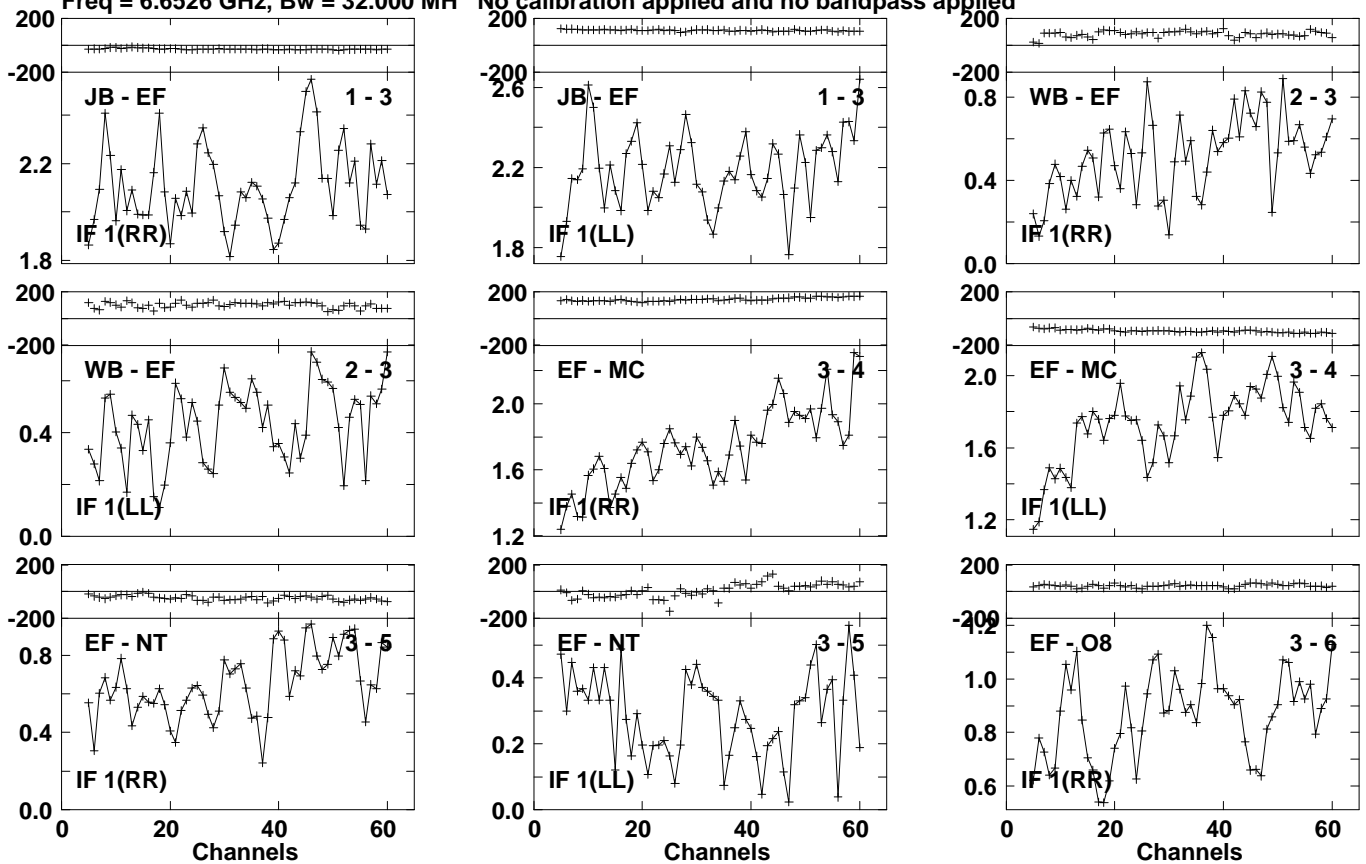 Freq = 6.6526 GHz, Bw = 32.000 MH No calibration applied and no bandpass applied
200
-200
JB - EF 1 - 3
2.2
IF 1(RR)
1.8
200
-200
2.6
JB - EF 1 - 3
2.2
IF 1(LL)
1.8
200
-200
WB - EF 2 - 3
0.8
0.4
IF 1(RR)
0.0
200
-200
WB - EF 2 - 3
0.4
IF 1(LL)
0.0
200
-200
EF - MC 3 - 4
2.0
1.6
IF 1(RR)
1.2
200
-200
EF - MC 3 - 4
2.0
1.6
IF 1(LL)
1.2
200
-200
EF - NT 3 - 5
0.8
0.4
IF 1(RR)
0.0
0 20 40 60
Channels
200
-200
EF - NT 3 - 5
0.4
0.2
IF 1(LL)
0.0
0 20 40 60
Channels
200
-200
1.2
EF - O8 3 - 6
1.0
0.8
0.6
IF 1(RR)
0 20 40 60
Channels